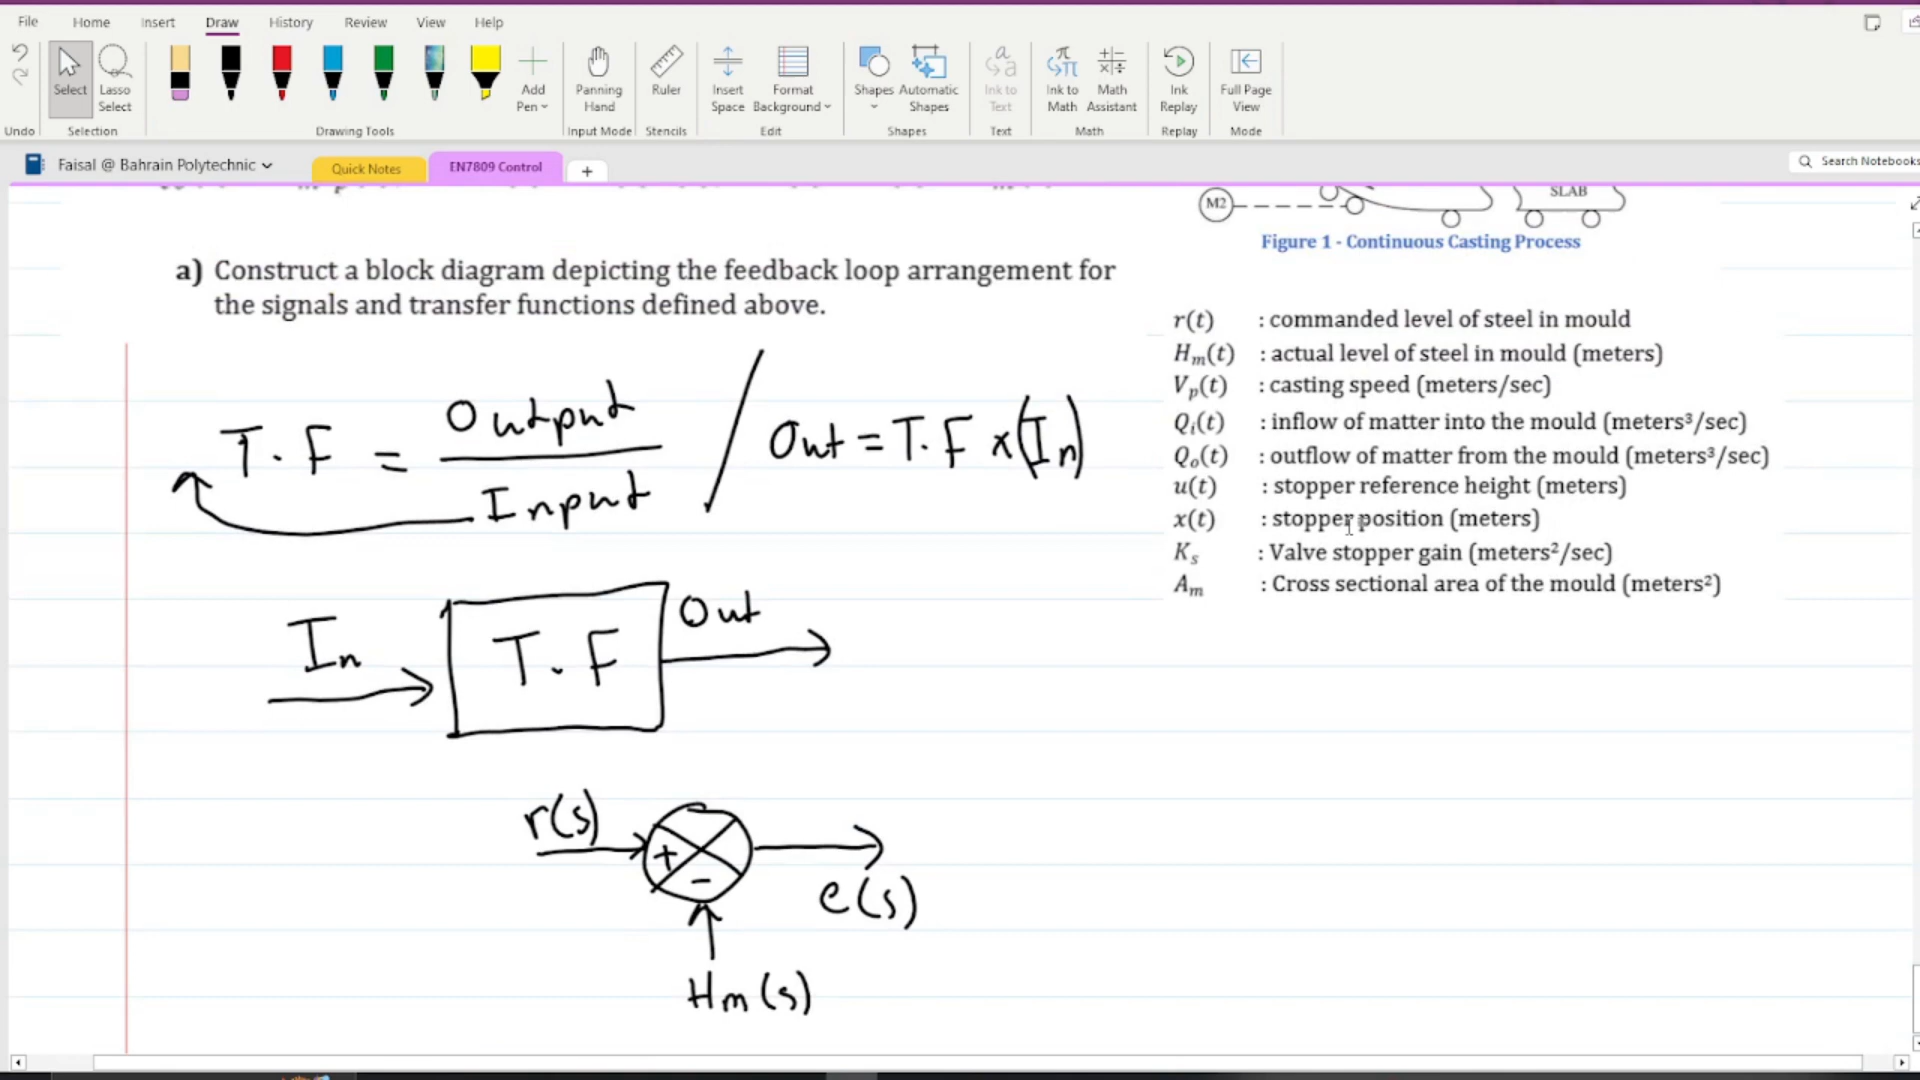 File Home Insert Draw History Review View Help
Select
Lasso Select
Add Pen
Panning Hand
Ruler
Insert Space
Format Background
Shapes
Automatic Shapes
Ink to Text
Ink to Math
Math Assistant
Ink Replay
Full Page View
Undo Selection Drawing Tools Input Mode Stencils Edit Shapes Text Math Replay Mode
Faisal @ Bahrain Polytechnic Quick Notes EN7809 Control + Search Notebooks
M2 SLAB
Figure 1 - Continuous Casting Process
a) Construct a block diagram depicting the feedback loop arrangement for
the signals and transfer functions defined above.
r(t) : commanded level of steel in mould
Hm(t) : actual level of steel in mould (meters)
Vp(t) : casting speed (meters/sec)
Qi(t) : inflow of matter into the mould (meters³/sec)
Qo(t) : outflow of matter from the mould (meters³/sec)
u(t) : stopper reference height (meters)
x(t) : stopper position (meters)
Ks : Valve stopper gain (meters²/sec)
Am : Cross sectional area of the mould (meters²)
T.F = Output / Input
Out = T.F x(In)
In T.F Out
r(s) + - e(s)
Hm(s)